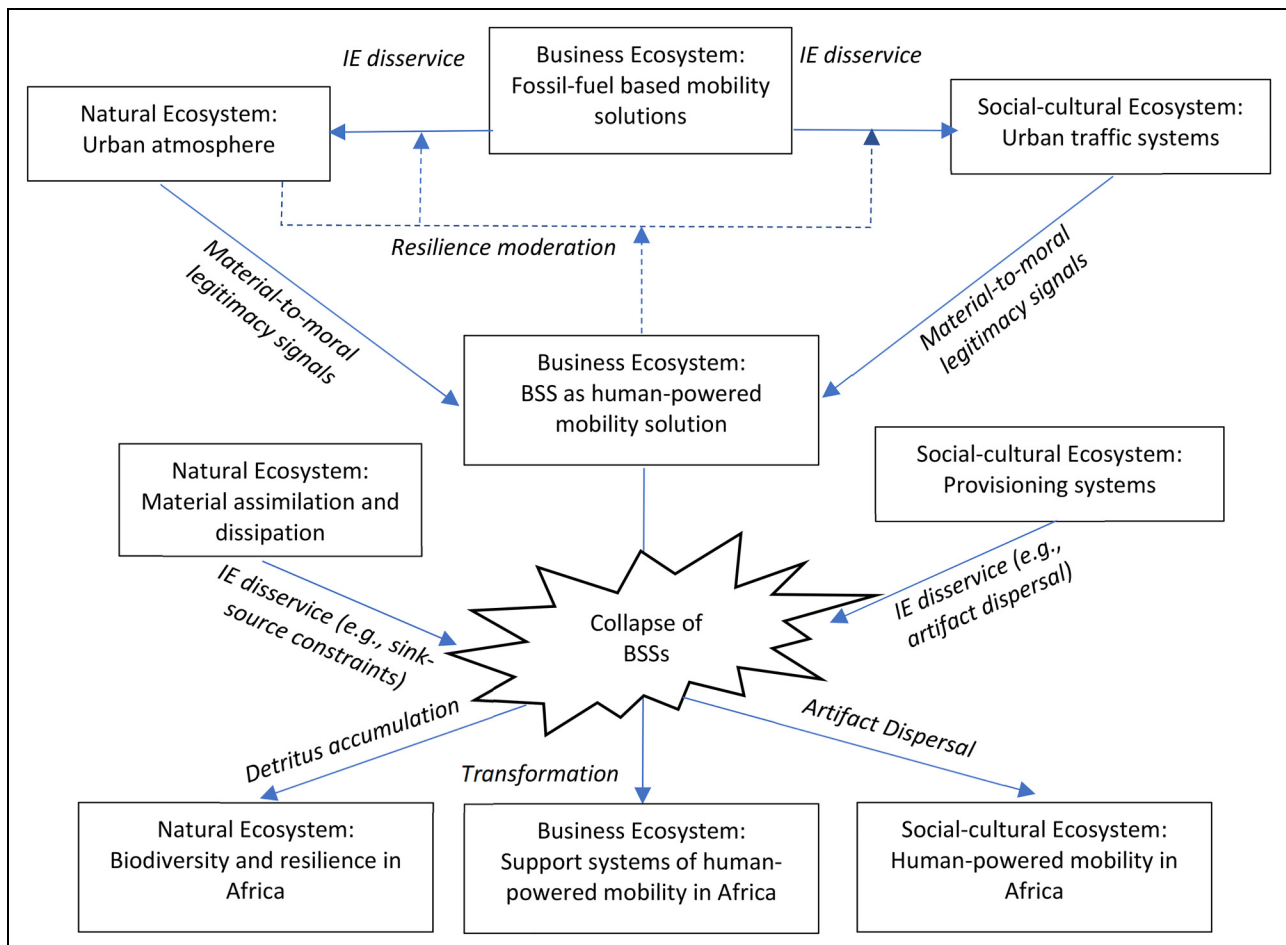 IE disservice
Business Ecosystem:
Fossil-fuel based mobility
solutions
IE disservice
Natural Ecosystem:
Urban atmosphere
Social-cultural Ecosystem:
Urban traffic systems
Resilience moderation
Material-to-moral
legitimacy signals
Material-to-moral
legitimacy signals
Business Ecosystem:
BSS as human-powered
mobility solution
Natural Ecosystem:
Material assimilation and
dissipation
Social-cultural Ecosystem:
Provisioning systems
IE disservice (e.g., sink-
source constraints)
IE disservice (e.g.,
artifact dispersal)
Collapse of
BSSs
Detritus accumulation
Transformation
Artifact Dispersal
Natural Ecosystem:
Biodiversity and resilience in
Africa
Business Ecosystem:
Support systems of human-
powered mobility in Africa
Social-cultural Ecosystem:
Human-powered mobility in
Africa